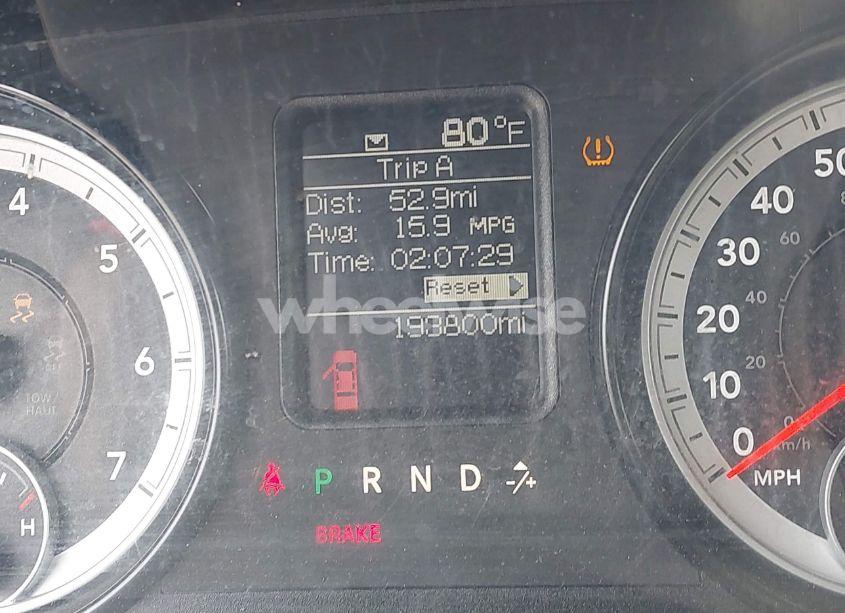 80°F
Trip A
Dist: 52.9mi
Avg: 15.9 MPG
Time: 02:07:29
Reset
wheelwise
193800mi
4
5
6
7
H
TOW/
HAUL
P R N D -/+
BRAKE
50
40
30
20
10
0
MPH
60
40
20
0
km/h